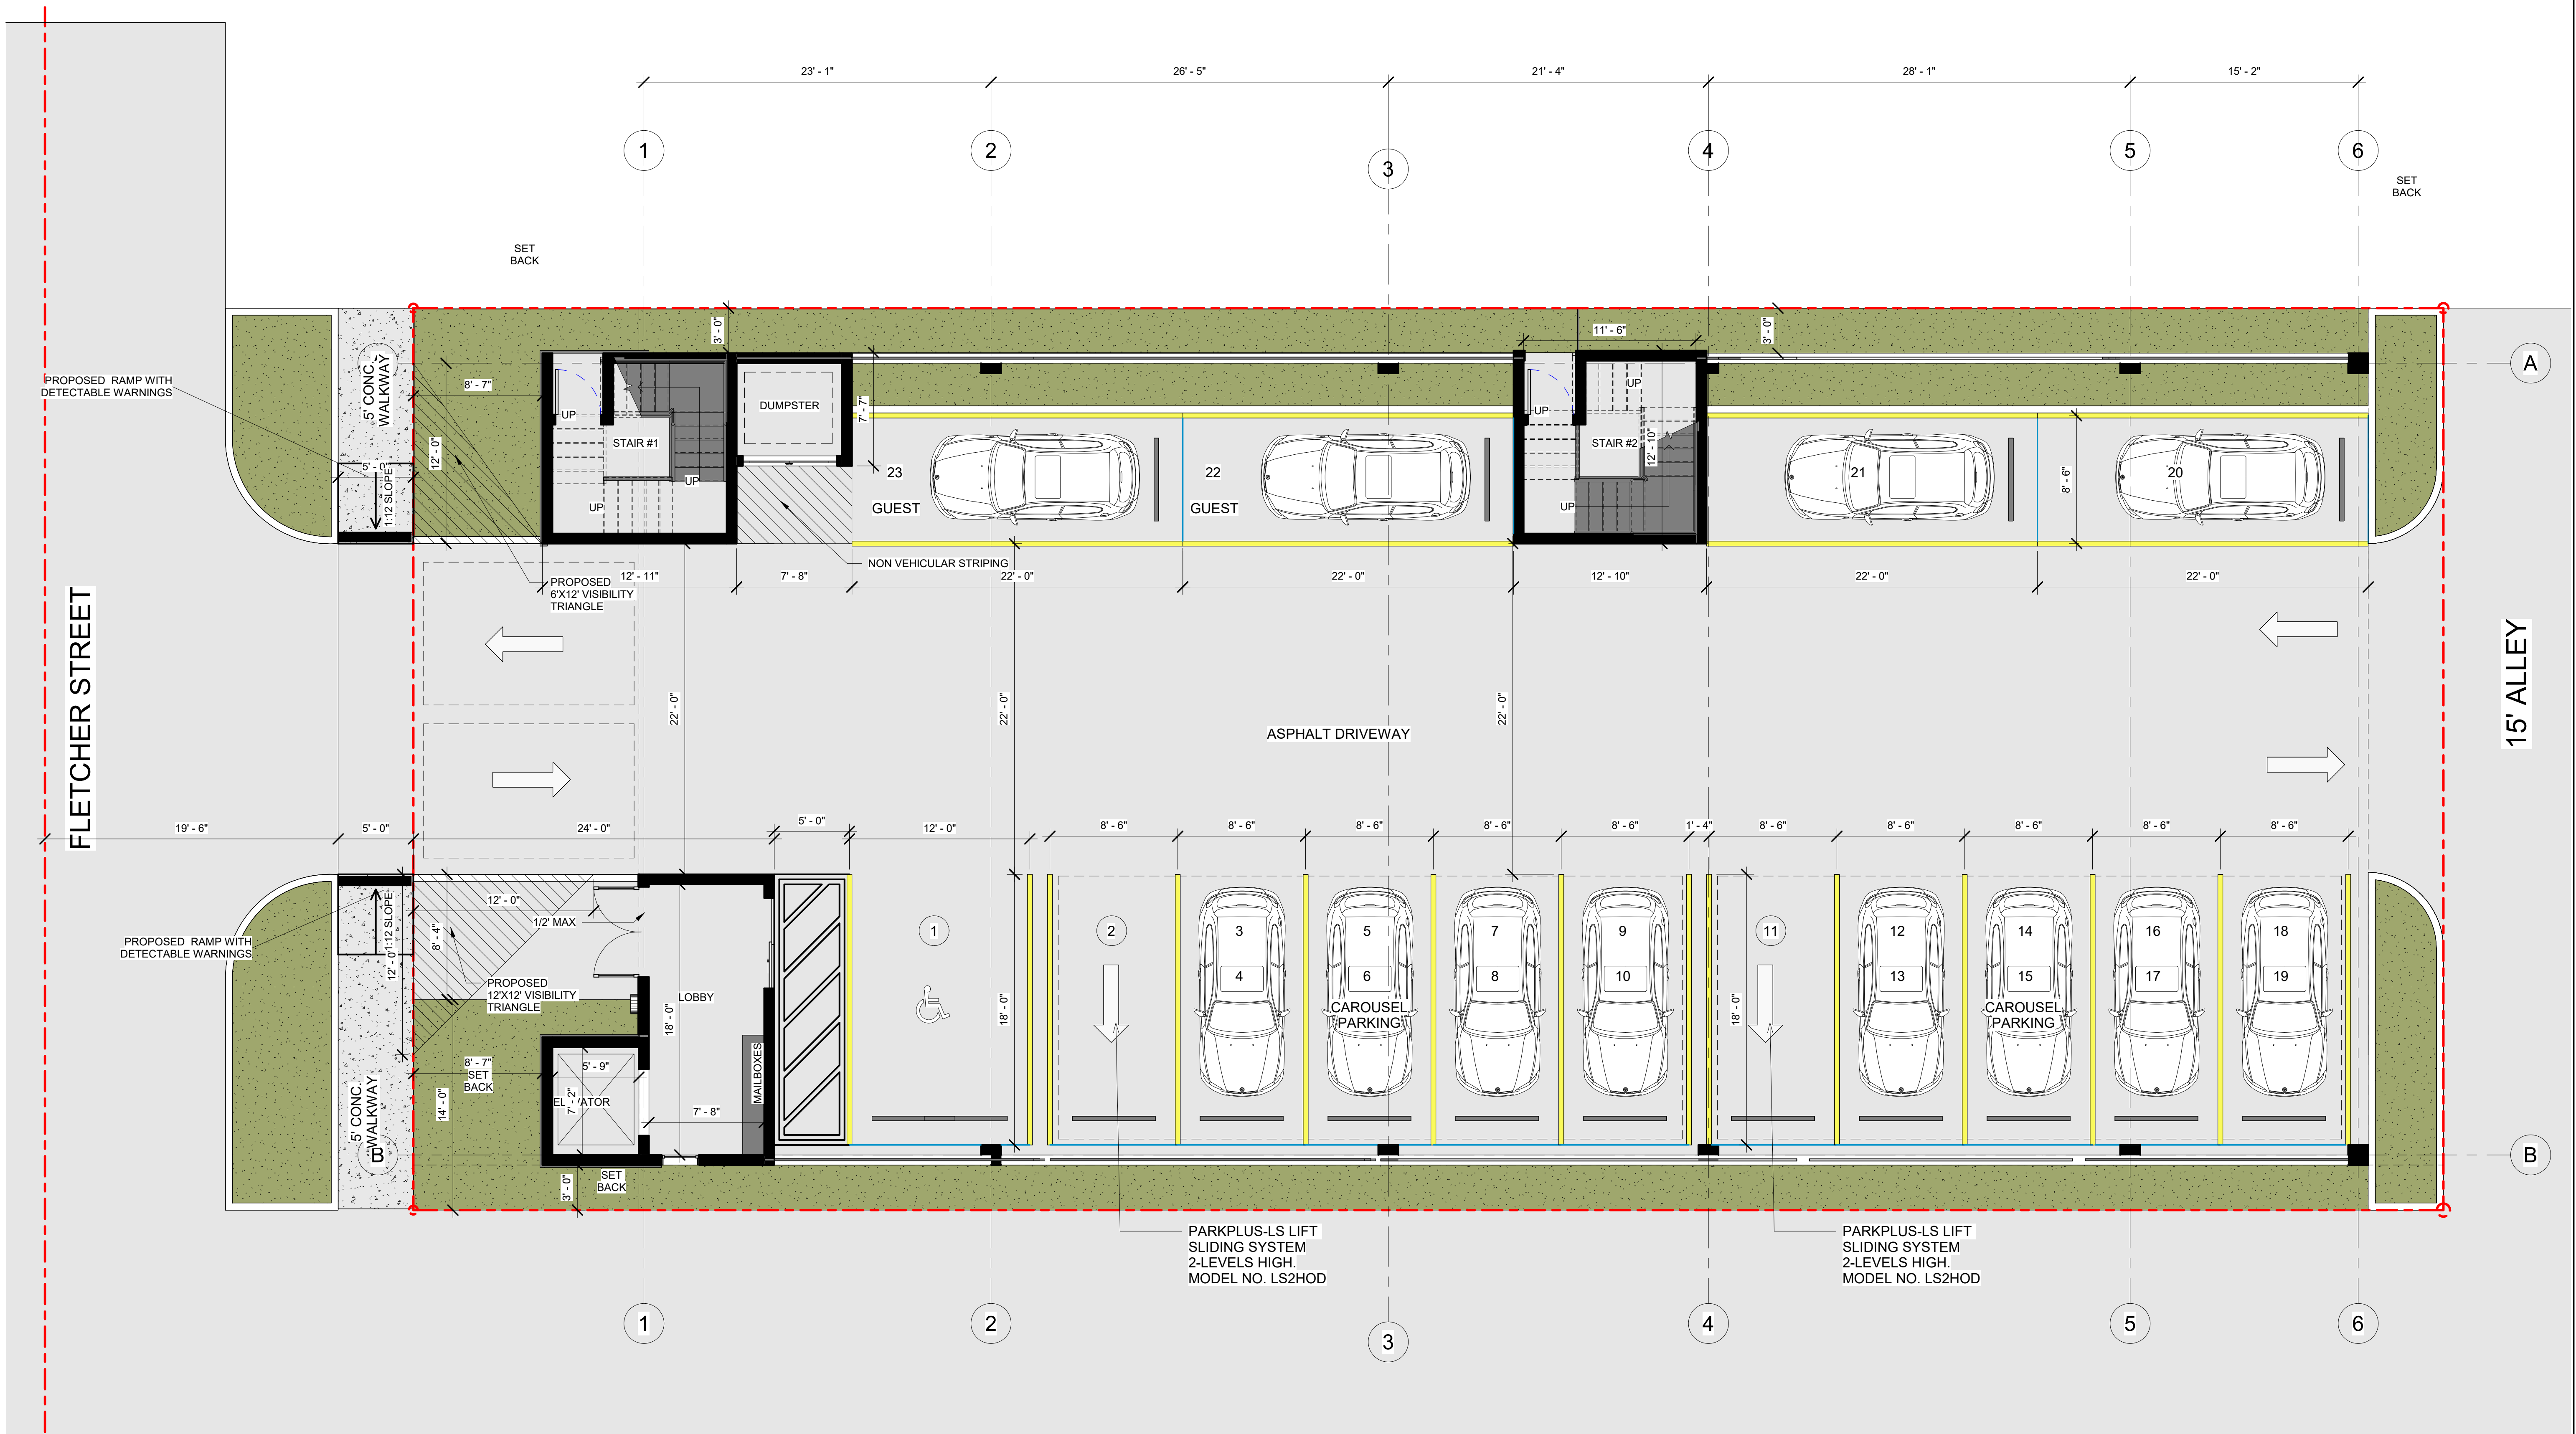 23' - 1"
26' - 5"
21' - 4"
28' - 1"
15' - 2"
1
2
3
4
5
6
SET
BACK
SET
BACK
3' - 0"
11' - 6"
3' - 0"
A
PROPOSED RAMP WITH
DETECTABLE WARNINGS
5' CONC.
WALKWAY
8' - 7"
12' - 0"
5' - 0"
1:12 SLOPE
UP
STAIR #1
UP
UP
DUMPSTER
7' - 7"
23
GUEST
22
GUEST
UP
UP
STAIR #2
12' - 10"
UP
21
8' - 6"
20
NON VEHICULAR STRIPING
PROPOSED
6'X12' VISIBILITY
TRIANGLE
12' - 11"
7' - 8"
22' - 0"
22' - 0"
12' - 10"
22' - 0"
22' - 0"
FLETCHER STREET
22' - 0"
22' - 0"
22' - 0"
ASPHALT DRIVEWAY
15' ALLEY
19' - 6"
5' - 0"
24' - 0"
5' - 0"
12' - 0"
8' - 6"
8' - 6"
8' - 6"
8' - 6"
8' - 6"
1' - 4"
8' - 6"
8' - 6"
8' - 6"
8' - 6"
8' - 6"
1:12 SLOPE
12' - 0"
12' - 0"
8' - 4"
1/2' MAX
PROPOSED RAMP WITH
DETECTABLE WARNINGS
PROPOSED
12'X12' VISIBILITY
TRIANGLE
LOBBY
18' - 0"
1
2
3
4
5
6
7
8
9
10
11
12
13
14
15
16
17
18
19
18' - 0"
CAROUSEL
PARKING
18' - 0"
CAROUSEL
PARKING
5' CONC.
WALKWAY
8' - 7"
SET
BACK
14' - 0"
5' - 9"
7' - 2"
ELEVATOR
7' - 8"
MAILBOXES
B
SET
BACK
3' - 0"
B
PARKPLUS-LS LIFT
SLIDING SYSTEM
2-LEVELS HIGH.
MODEL NO. LS2HOD
PARKPLUS-LS LIFT
SLIDING SYSTEM
2-LEVELS HIGH.
MODEL NO. LS2HOD
1
2
3
4
5
6